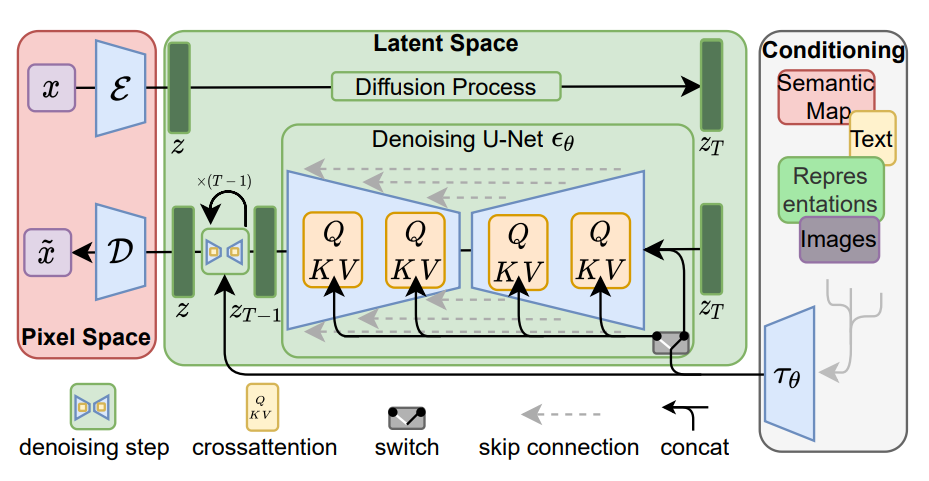 Latent Space
Conditioning
x
ℰ
Diffusion Process
Semantic
Map
z
z_T
Text
Denoising U-Net ϵ_θ
Repres
entations
×(T−1)
Images
x̃
𝒟
Q
KV
Q
KV
Q
KV
Q
KV
z
z_{T−1}
z_T
Pixel Space
τ_θ
Q
KV
denoising step
crossattention
switch
skip connection
concat